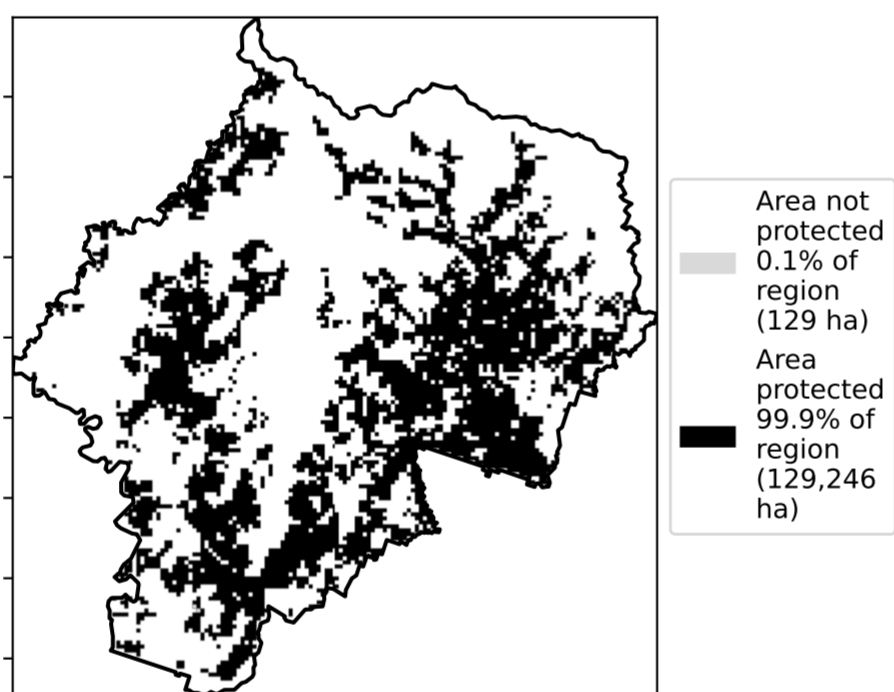 Area not
protected
0.1% of
region
(129 ha)
Area
protected
99.9% of
region
(129,246
ha)